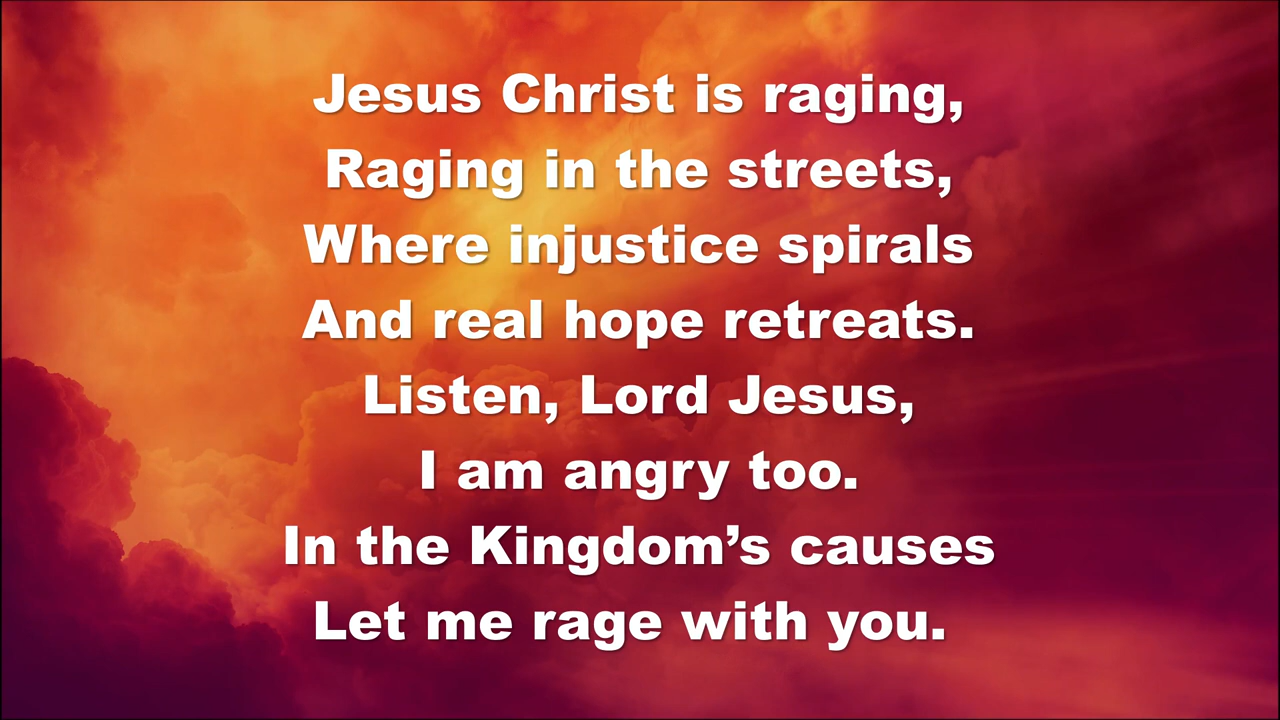 Jesus Christ is raging,
Raging in the streets,
Where injustice spirals
And real hope retreats.
Listen, Lord Jesus,
I am angry too.
In the Kingdom’s causes
Let me rage with you.